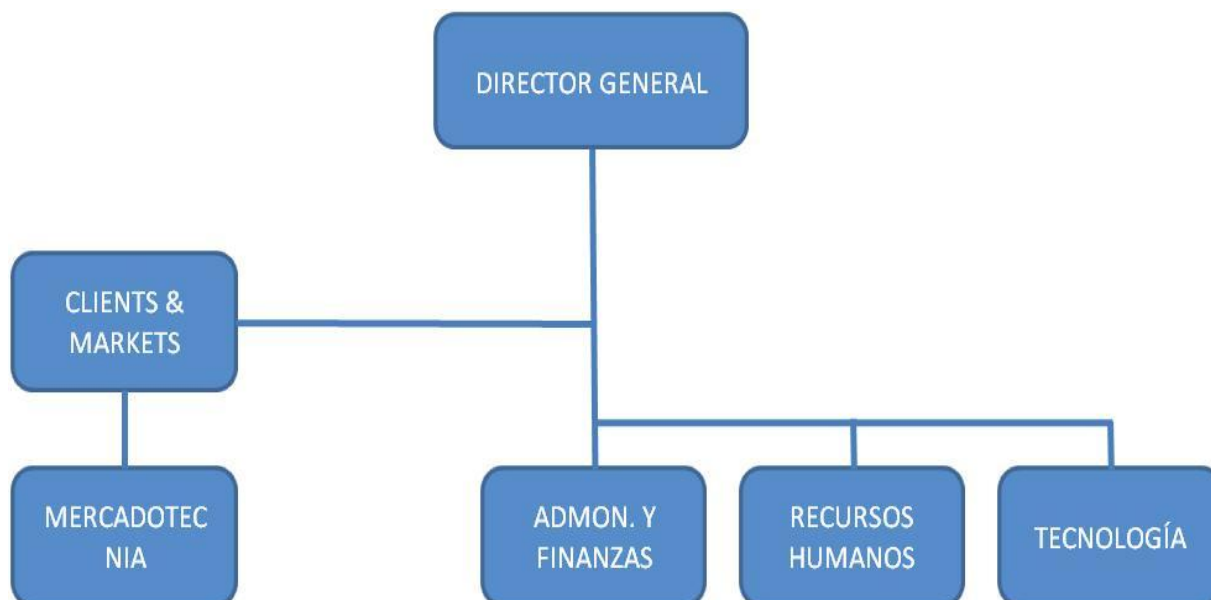 DIRECTOR GENERAL
CLIENTS &
MARKETS
MERCADOTEC
NIA
ADMON. Y
FINANZAS
RECURSOS
HUMANOS
TECNOLOGÍA